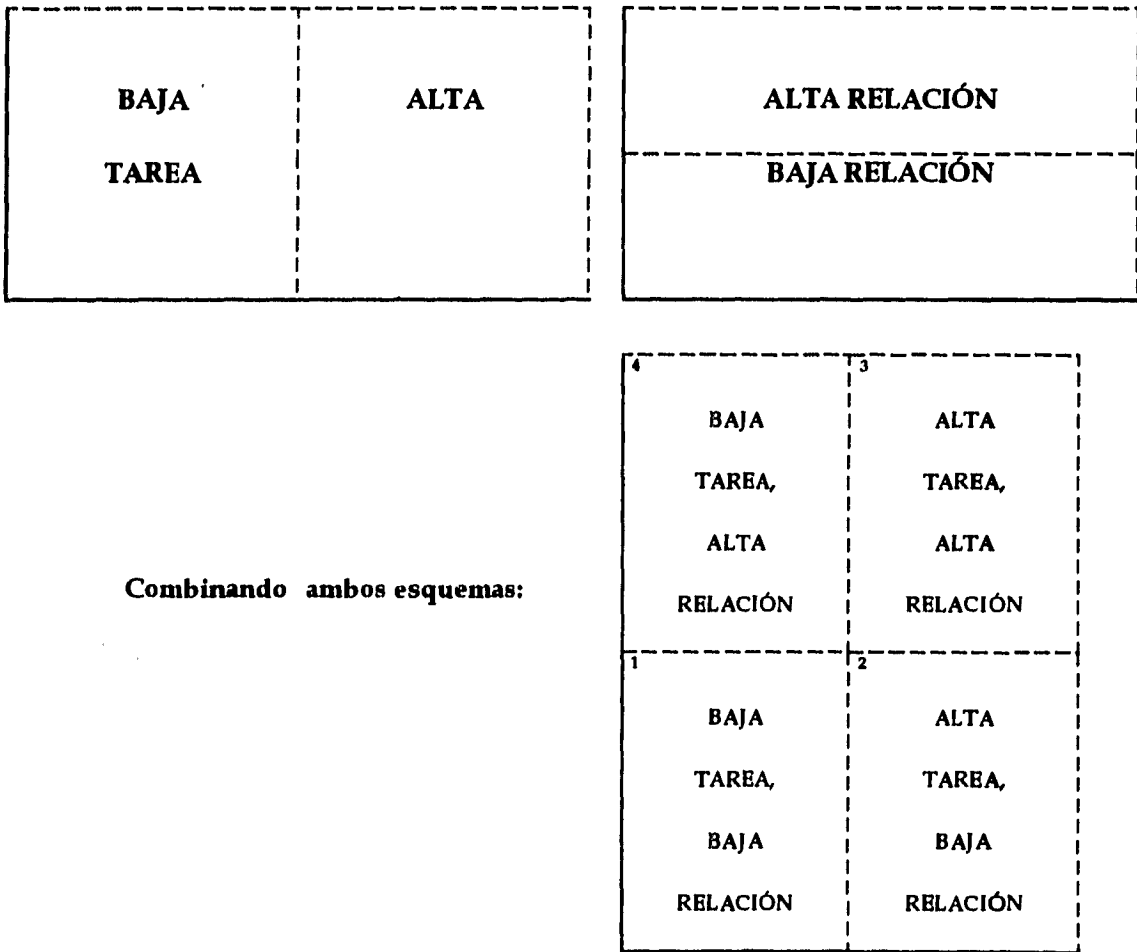 BAJA ALTA
TAREA
ALTA RELACIÓN
BAJA RELACIÓN
Combinando ambos esquemas:
4
BAJA
TAREA,
ALTA
RELACIÓN
3
ALTA
TAREA,
ALTA
RELACIÓN
1
BAJA
TAREA,
BAJA
RELACIÓN
2
ALTA
TAREA,
BAJA
RELACIÓN